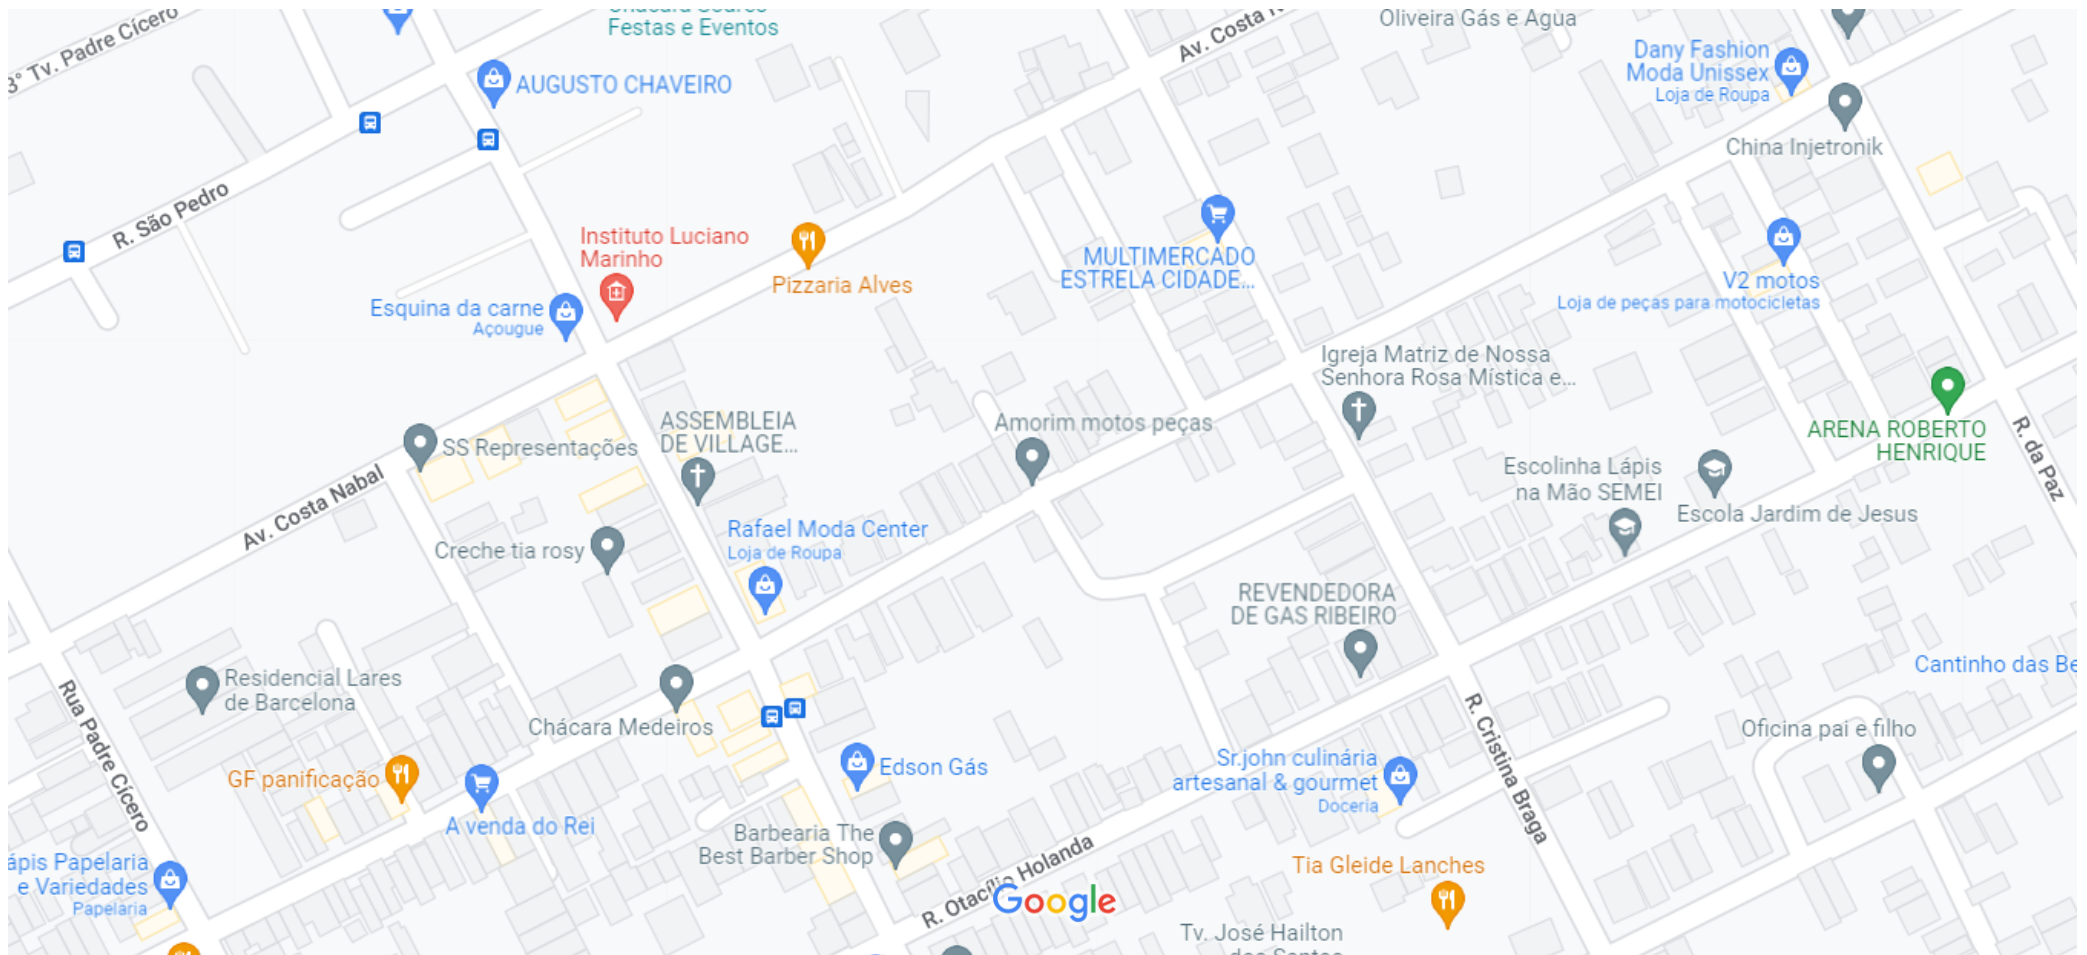 3° Tv. Padre Cícero
Festas e Eventos
AUGUSTO CHAVEIRO
R. São Pedro
Av. Costa
Oliveira Gás e Água
Dany Fashion
Moda Unissex
Loja de Roupa
China Injetronik
Instituto Luciano
Marinho
Pizzaria Alves
Esquina da carne
Açougue
MULTIMERCADO
ESTRELA CIDADE...
V2 motos
Loja de peças para motocicletas
Igreja Matriz de Nossa
Senhora Rosa Mística e...
SS Representações
ASSEMBLEIA
DE VILLAGE...
Amorim motos peças
ARENA ROBERTO
HENRIQUE
R. da Paz
Av. Costa Nabal
Creche tia rosy
Rafael Moda Center
Loja de Roupa
Escolinha Lápis
na Mão SEMEI
Escola Jardim de Jesus
REVENDEDORA
DE GAS RIBEIRO
Residencial Lares
de Barcelona
Rua Padre Cícero
Chácara Medeiros
Cantinho das Be
R. Cristina Braga
Oficina pai e filho
GF panificação
A venda do Rei
Edson Gás
Sr.john culinária
artesanal & gourmet
Doceria
Barbearia The
Best Barber Shop
R. Otacílio Holanda
Google
Tia Gleide Lanches
ápis Papelaria
e Variedades
Papelaria
Tv. José Hailton